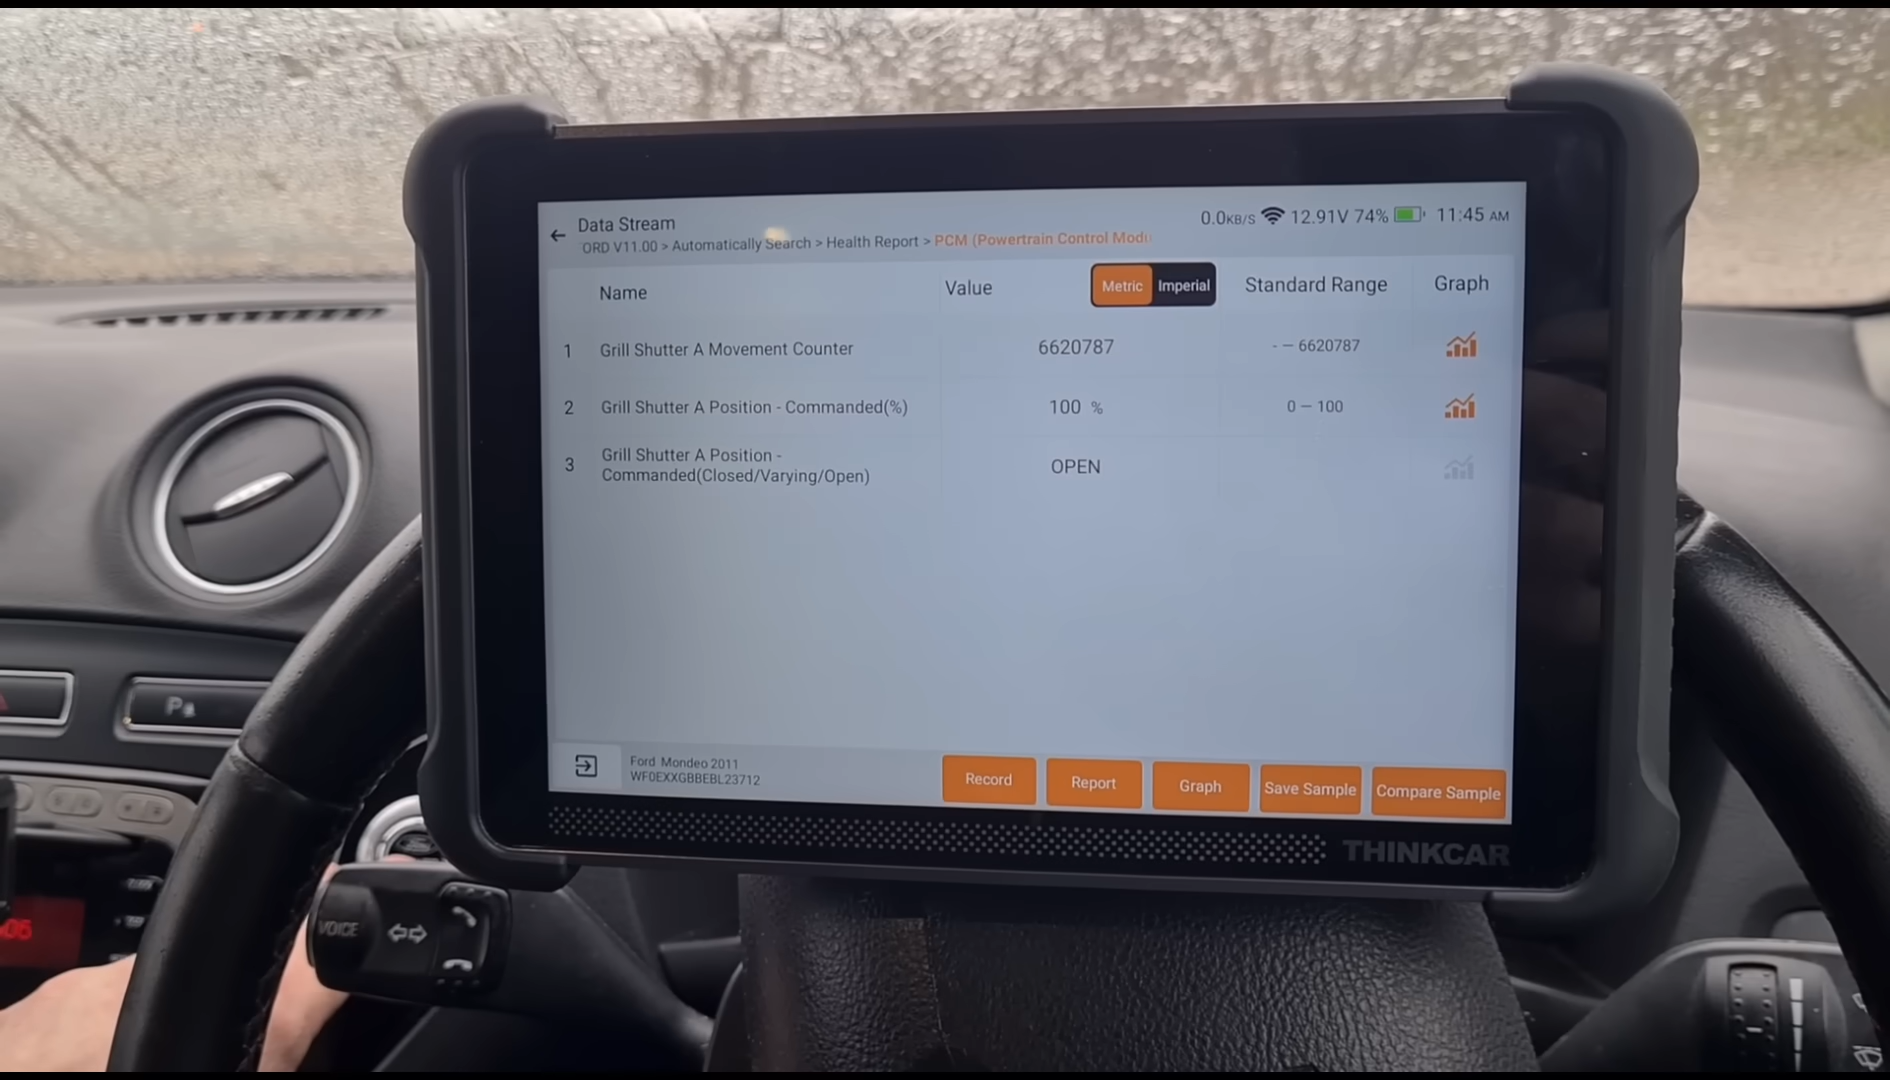 Data Stream
0.0KB/S 12.91V 74% 11:45 AM
ORD V11.00 > Automatically Search > Health Report > PCM (Powertrain Control Modu
Name Value Metric Imperial Standard Range Graph
1 Grill Shutter A Movement Counter 6620787 - – 6620787
2 Grill Shutter A Position - Commanded(%) 100 % 0 – 100
3 Grill Shutter A Position -
Commanded(Closed/Varying/Open) OPEN
Ford Mondeo 2011
WF0EXXGBBEBL23712
Record Report Graph Save Sample Compare Sample
THINKCAR
VOICE